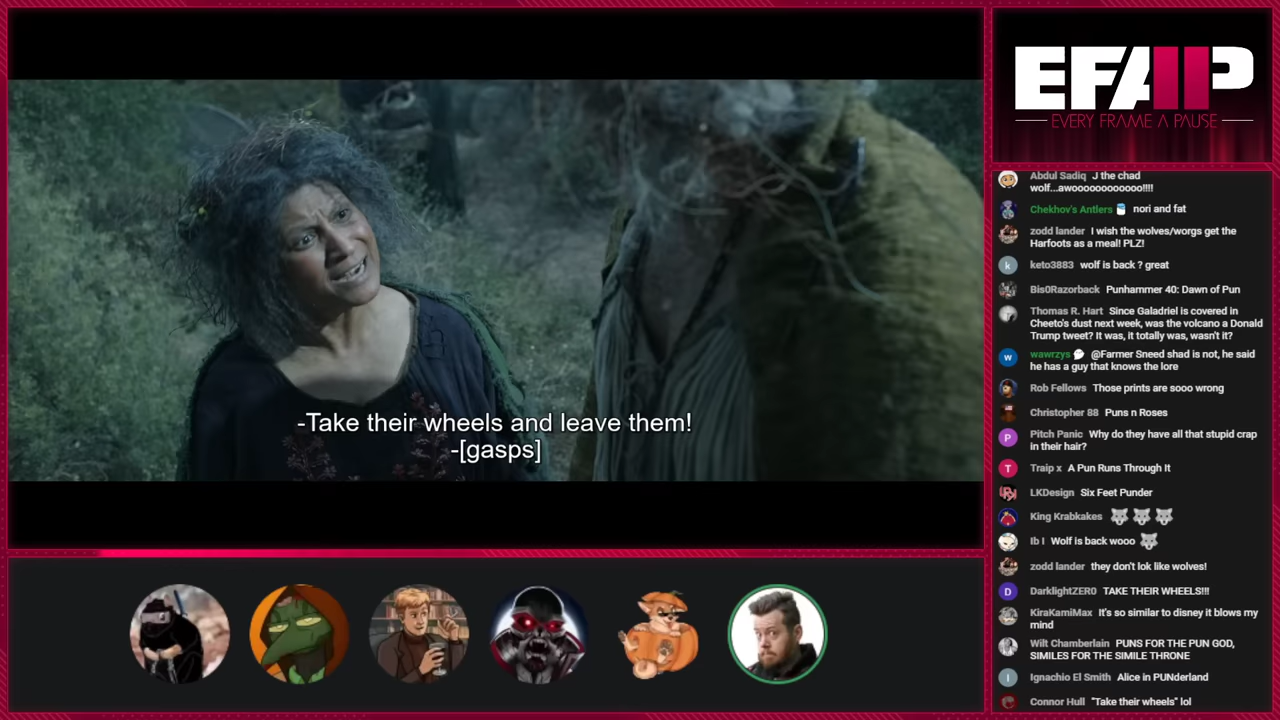 -Take their wheels and leave them!
-[gasps]
EFAP
EVERY FRAME A PAUSE
Abdul Sadiq J the chad
wolf...awoooooooooooo!!!!
Chekhov's Antlers nori and fat
zodd lander I wish the wolves/worgs get the
Harfoots as a meal! PLZ!
k
keto3883 wolf is back ? great
Bis0Razorback Punhammer 40: Dawn of Pun
Thomas R. Hart Since Galadriel is covered in
Cheeto's dust next week, was the volcano a Donald
Trump tweet? It was, it totally was, wasn't it?
w
wawrzys @Farmer Sneed shad is not, he said
he has a guy that knows the lore
Rob Fellows Those prints are sooo wrong
Christopher 88 Puns n Roses
P
Pitch Panic Why do they have all that stupid crap
in their hair?
T
Traip x A Pun Runs Through It
LKDesign Six Feet Punder
King Krabkakes
Ib I Wolf is back wooo
zodd lander they don't lok like wolves!
D
DarklightZER0 TAKE THEIR WHEELS!!!
KiraKamiMax It's so similar to disney it blows my
mind
Wilt Chamberlain PUNS FOR THE PUN GOD,
SIMILES FOR THE SIMILE THRONE
I
Ignachio El Smith Alice in PUNderland
Connor Hull "Take their wheels" lol